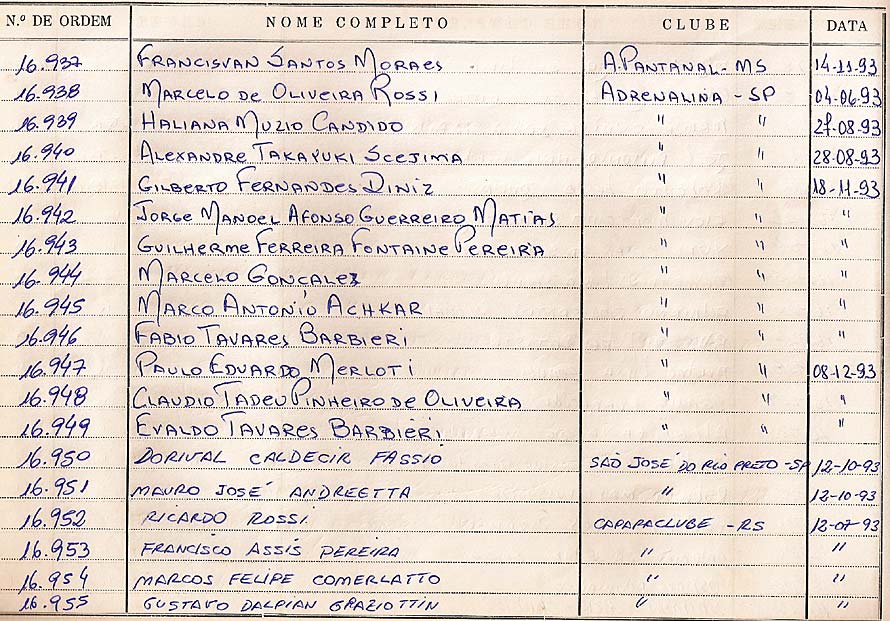 N.º DE ORDEM NOME COMPLETO CLUBE DATA
16.937 FRANCISVAN SANTOS MORAES A.PANTANAL-MS 14-11-93
16.938 MARCELO DE OLIVEIRA ROSSI ADRENALINA - SP 04-06-93
16.939 HALIANA MUZIO CANDIDO " " 27-08-93
16.940 ALEXANDRE TAKAYUKI SCEJIMA " " 28-08-93
16.941 GILBERTO FERNANDES DINIZ " " 18-11-93
16.942 JORGE MANOEL AFONSO GUERREIRO MATIAS " " "
16.943 GUILHERME FERREIRA FONTAINE PEREIRA " " "
16.944 MARCELO GONCALEZ " " "
16.945 MARCO ANTONIO ACHKAR " " "
16.946 FABIO TAVARES BARBIERI " " "
16.947 PAULO EDUARDO MERLOTI " " 08-12-93
16.948 CLAUDIO TADEU PINHEIRO DE OLIVEIRA " " "
16.949 EVALDO TAVARES BARBIERI " " "
16.950 DORIVAL CALDECIR FASSIO SÃO JOSÉ DO RIO PRETO-SP 12-10-93
16.951 MAURO JOSÉ ANDREETTA " 12-10-93
16.952 RICARDO ROSSI CAPAPACLUBE - RS 12-07-93
16.953 FRANCISCO ASSIS PEREIRA " "
16.954 MARCOS FELIPE COMERLATTO " "
16.955 GUSTAVO DALPIAN GRAZIOTTIN " "